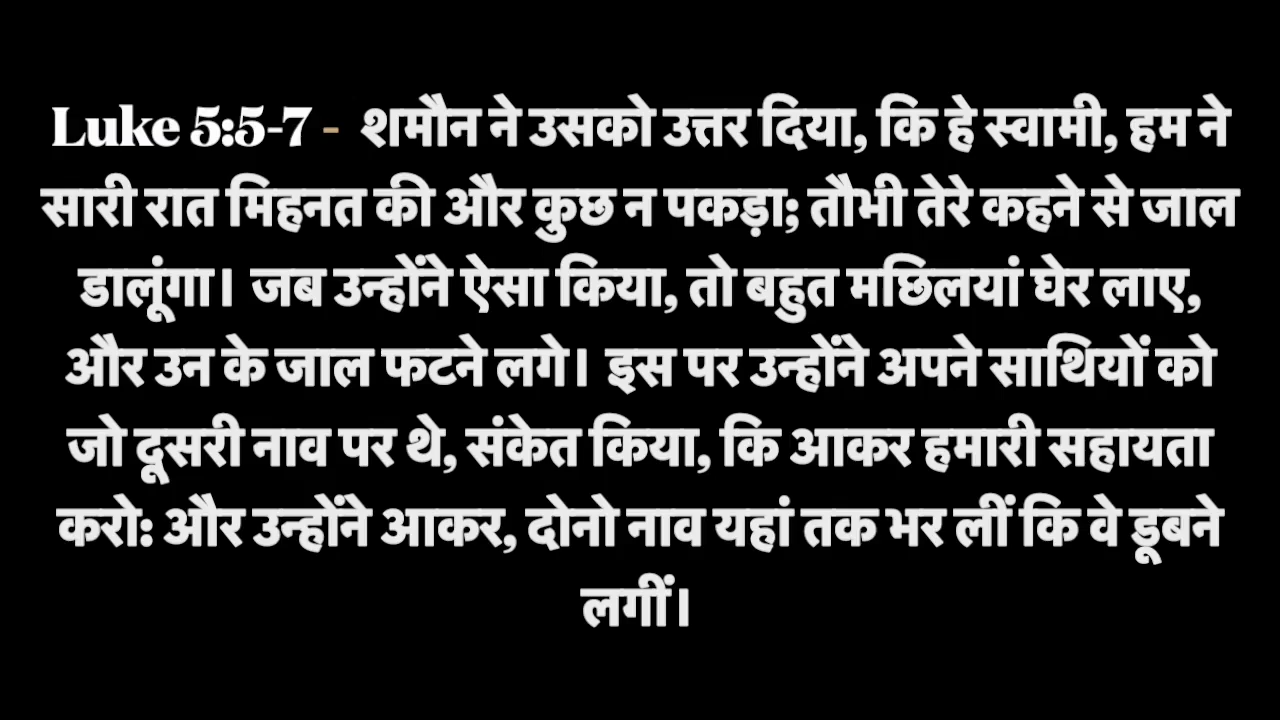 Luke 5:5-7 - शमौन ने उसको उत्तर दिया, कि हे स्वामी, हम ने
सारी रात मिहनत की और कुछ न पकड़ा; तौभी तेरे कहने से जाल
डालूंगा। जब उन्होंने ऐसा किया, तो बहुत मछिलयां घेर लाए,
और उन के जाल फटने लगे। इस पर उन्होंने अपने साथियों को
जो दूसरी नाव पर थे, संकेत किया, कि आकर हमारी सहायता
करो: और उन्होंने आकर, दोनो नाव यहां तक भर लीं कि वे डूबने
लगीं।